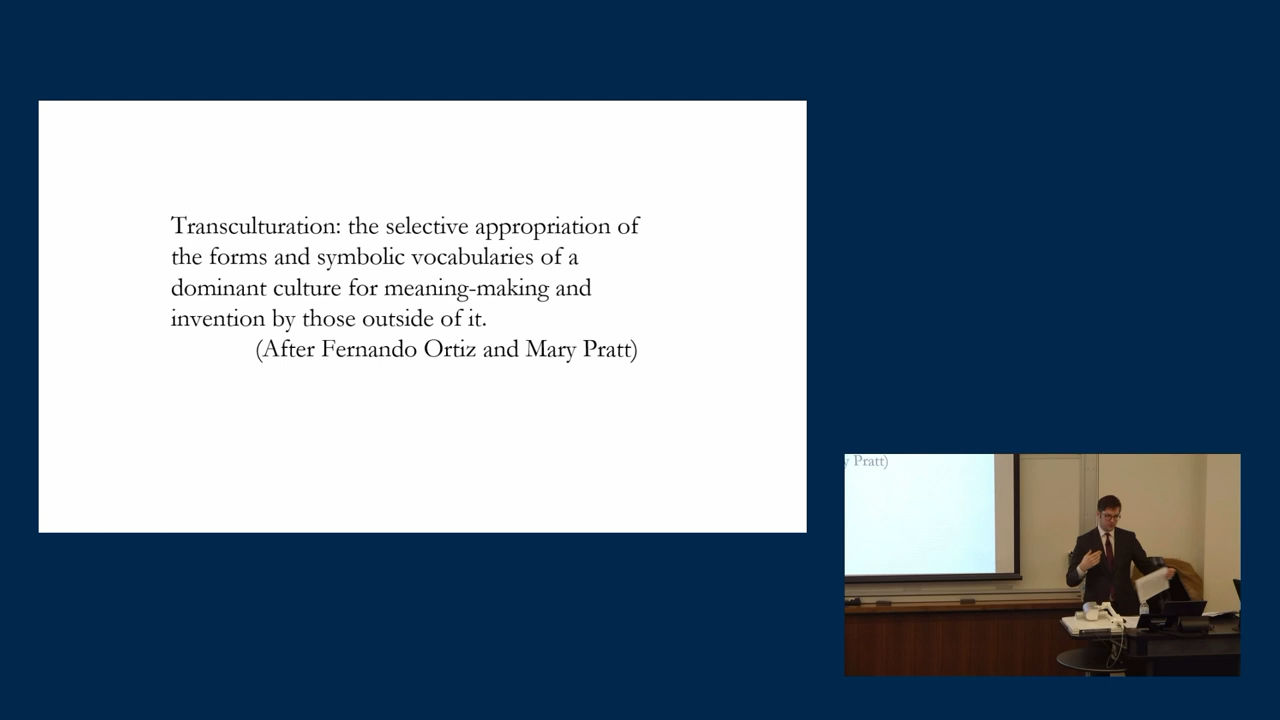 Transculturation: the selective appropriation of
the forms and symbolic vocabularies of a
dominant culture for meaning-making and
invention by those outside of it.
(After Fernando Ortiz and Mary Pratt)
y Pratt)